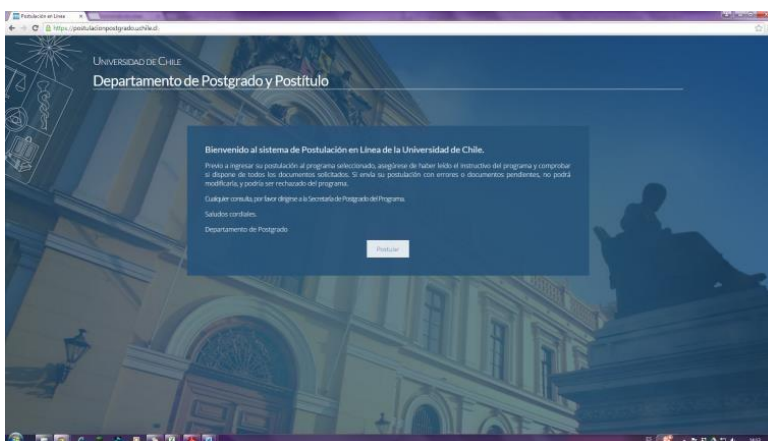 Postulación en Línea
https://postulacionpostgrado.uchile.cl
UNIVERSIDAD DE CHILE
Departamento de Postgrado y Postítulo
Bienvenido al sistema de Postulación en Línea de la Universidad de Chile.
Previo a ingresar su postulación al programa seleccionado, asegúrese de haber leído el instructivo del programa y comprobar
si dispone de todos los documentos solicitados. Si envía su postulación con errores o documentos pendientes, no podrá
modificarla, y podría ser rechazado del programa.
Cualquier consulta, por favor dirigirse a la Secretaría de Postgrado del Programa.
Saludos cordiales.
Departamento de Postgrado
Postular